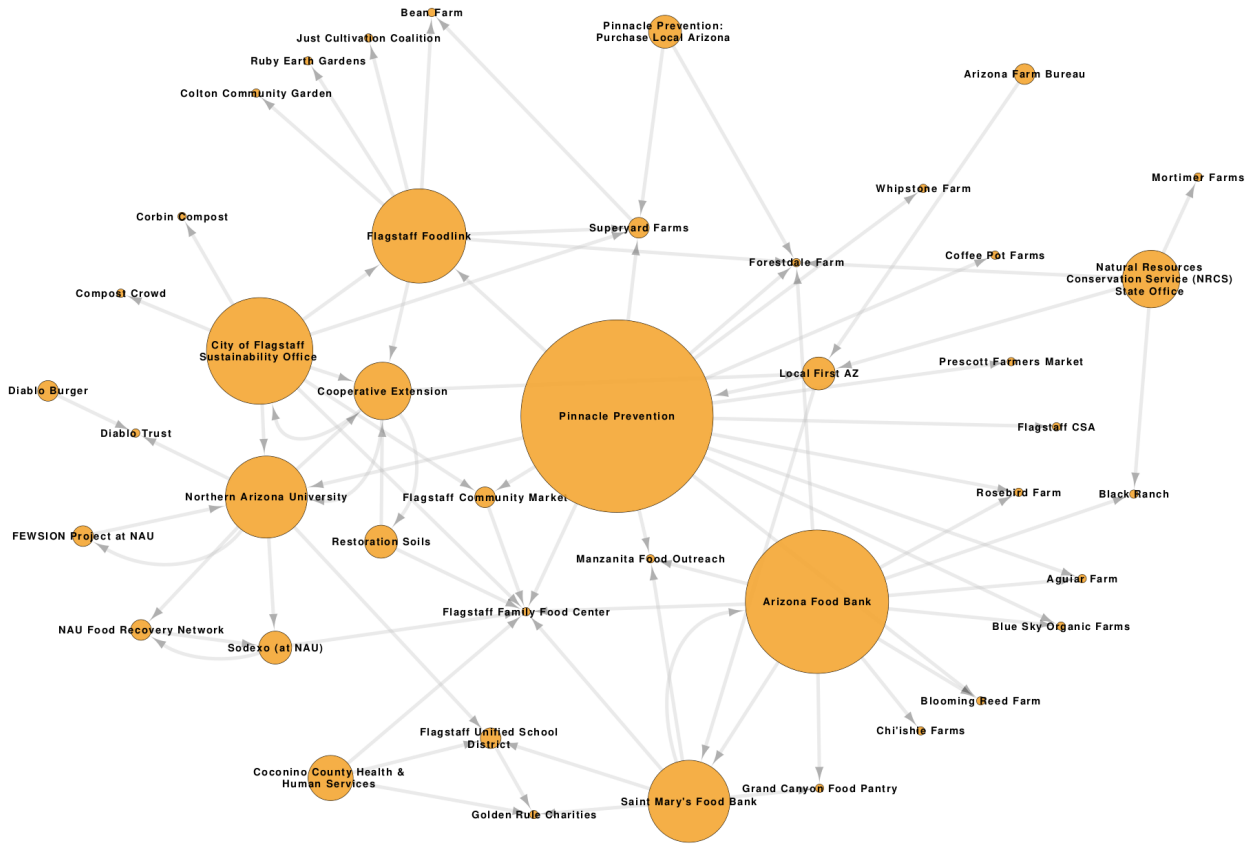 Bean Farm
Pinnacle Prevention:
Purchase Local Arizona
Just Cultivation Coalition
Ruby Earth Gardens
Arizona Farm Bureau
Colton Community Garden
Mortimer Farms
Whipstone Farm
Corbin Compost
Superyard Farms
Flagstaff Foodlink
Coffee Pot Farms
Forestdale Farm
Natural Resources
Conservation Service (NRCS)
State Office
Compost Crowd
City of Flagstaff
Sustainability Office
Prescott Farmers Market
Local First AZ
Diablo Burger
Cooperative Extension
Pinnacle Prevention
Flagstaff CSA
Diablo Trust
Rosebird Farm
Black Ranch
Northern Arizona University
Flagstaff Community Market
FEWSION Project at NAU
Restoration Soils
Manzanita Food Outreach
Aguiar Farm
Arizona Food Bank
Flagstaff Family Food Center
Blue Sky Organic Farms
NAU Food Recovery Network
Sodexo (at NAU)
Blooming Reed Farm
Chi'ishie Farms
Flagstaff Unified School
District
Coconino County Health &
Human Services
Grand Canyon Food Pantry
Saint Mary's Food Bank
Golden Rule Charities